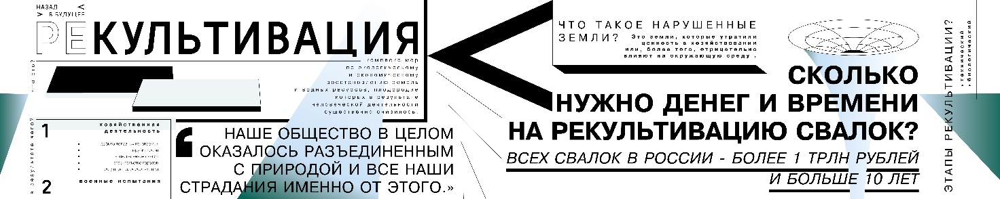 НАЗАД
В БУДУЩЕЕ
РЕКУЛЬТИВАЦИЯ
что это?
комплекс мер
по экологическому
и экономическому
восстановлению земель
и водных ресурсов, плодородие
которых в результате
человеческой деятельности
существенно снизилось.
в результате чего?
1
хозяйственная
деятельность
2
военные испытания
НАШЕ ОБЩЕСТВО В ЦЕЛОМ
ОКАЗАЛОСЬ РАЗЪЕДИНЕННЫМ
С ПРИРОДОЙ И ВСЕ НАШИ
СТРАДАНИЯ ИМЕННО ОТ ЭТОГО.»
ЧТО ТАКОЕ НАРУШЕННЫЕ
ЗЕМЛИ?
Это земли, которые утратили
ценность в хозяйствовании
или, более того, отрицательно
влияют на окружающую среду .
СКОЛЬКО
НУЖНО ДЕНЕГ И ВРЕМЕНИ
НА РЕКУЛЬТИВАЦИЮ СВАЛОК?
ВСЕХ СВАЛОК В РОССИИ - БОЛЕЕ 1 ТРЛН РУБЛЕЙ
И БОЛЬШЕ 10 ЛЕТ
ЭТАПЫ РЕКУЛЬТИВАЦИИ?
технический
биологический